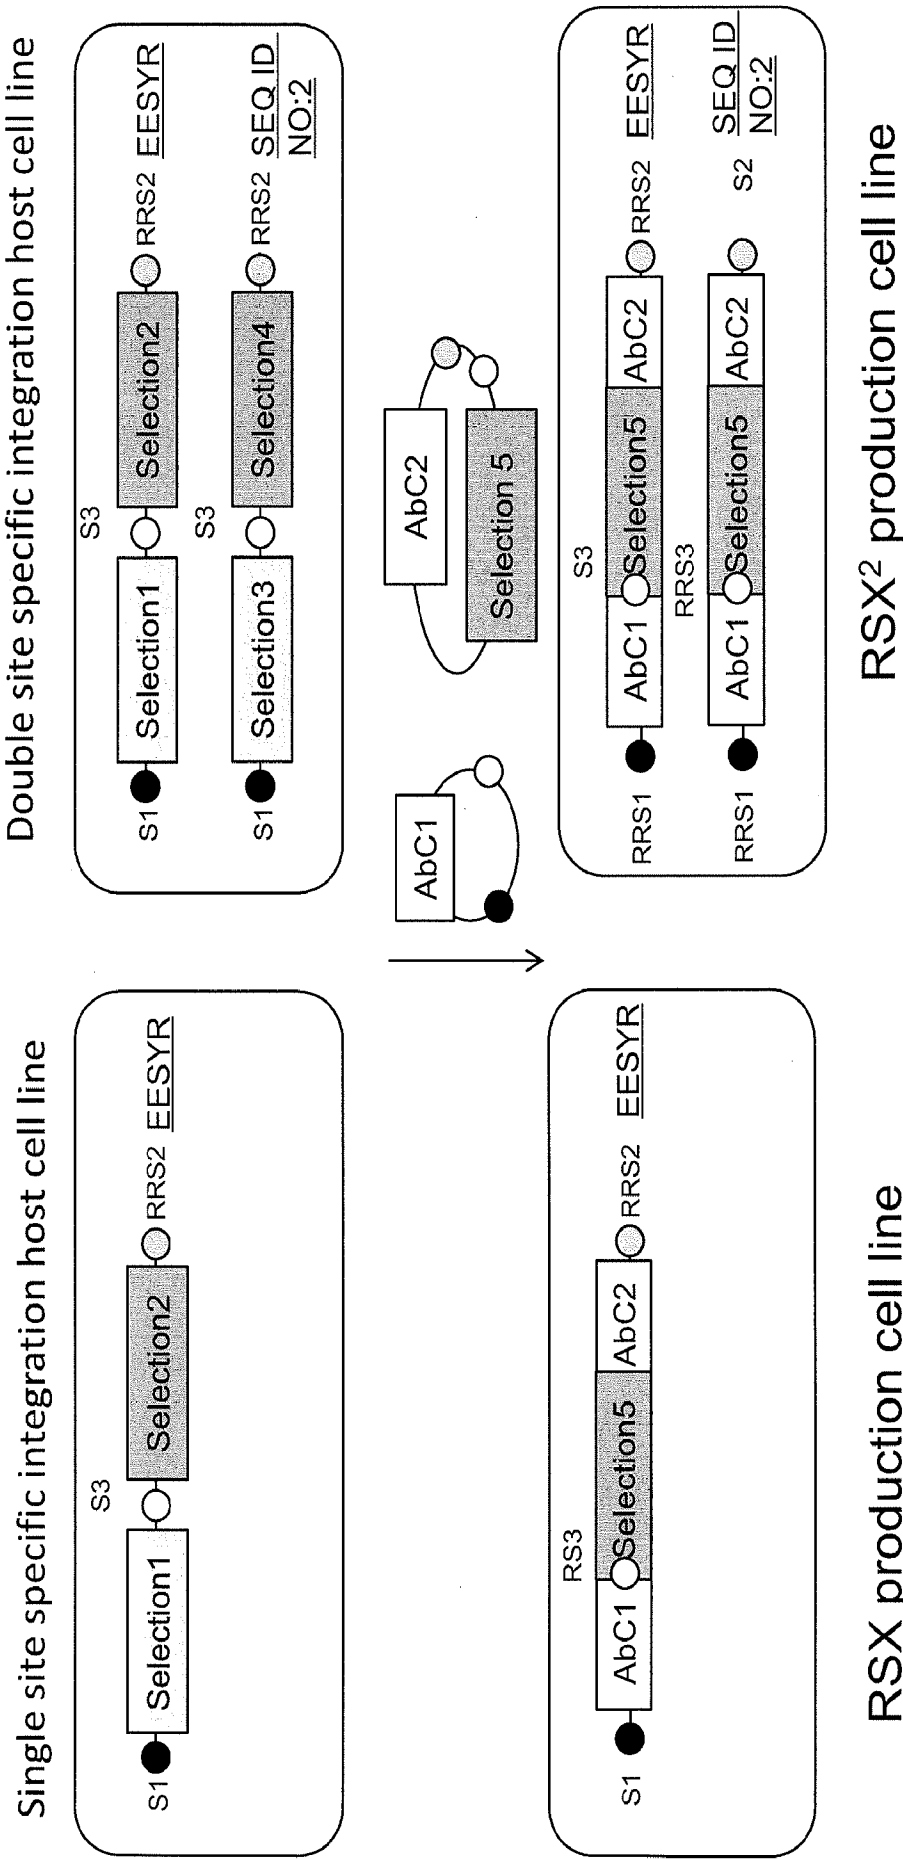 Single site specific integration host cell line
S3
S1
Selection1
Selection2
RRS2
EESYR
Double site specific integration host cell line
S3
S1
Selection1
Selection2
RRS2
EESYR
S3
S1
Selection3
Selection4
RRS2
SEQ ID
NO:2
AbC1
AbC2
Selection 5
RS3
S1
AbC1
Selection5
AbC2
RRS2
EESYR
RSX production cell line
S3
RRS1
AbC1
Selection5
AbC2
RRS2
EESYR
RRS3
RRS1
AbC1
Selection5
AbC2
S2
SEQ ID
NO:2
RSX² production cell line